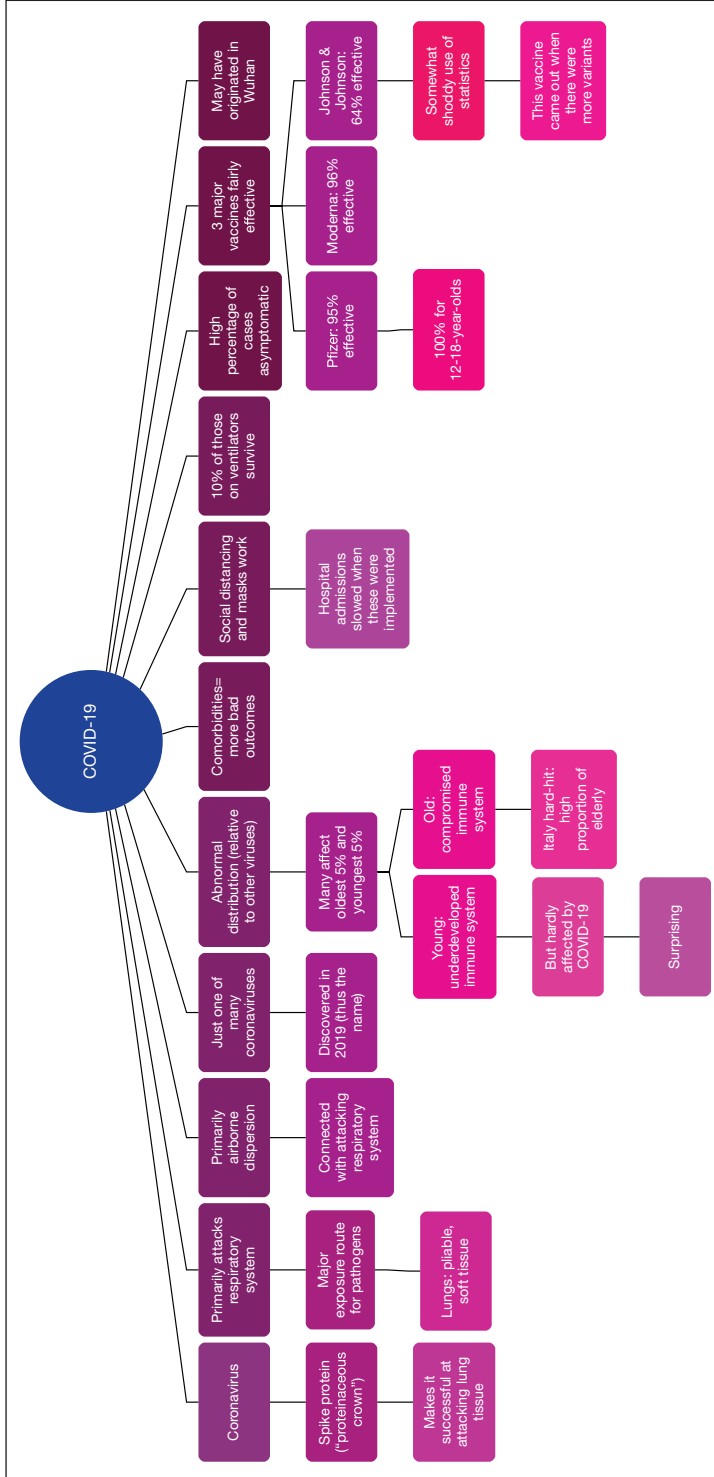 COVID-19
Coronavirus
Spike protein
("proteinaceous
crown")
Makes it
successful at
attacking lung
tissue
Primarily attacks
respiratory
system
Major
exposure route
for pathogens
Lungs: pliable,
soft tissue
Primarily
airborne
dispersion
Connected
with attacking
respiratory
system
Just one of
many
coronaviruses
Discovered in
2019 (thus the
name)
Abnormal
distribution (relative
to other viruses)
Many affect
oldest 5% and
youngest 5%
Young:
underdeveloped
immune system
But hardly
affected by
COVID-19
Surprising
Old:
compromised
immune
system
Italy hard-hit:
high
proportion of
elderly
Comorbidities=
more bad
outcomes
Social distancing
and masks work
Hospital
admissions
slowed when
these were
implemented
10% of those
on ventilators
survive
High
percentage of
cases
asymptomatic
3 major
vaccines fairly
effective
Pfizer: 95%
effective
100% for
12-18-year-olds
Moderna: 96%
effective
Johnson &
Johnson:
64% effective
Somewhat
shoddy use of
statistics
This vaccine
came out when
there were
more variants
May have
originated in
Wuhan